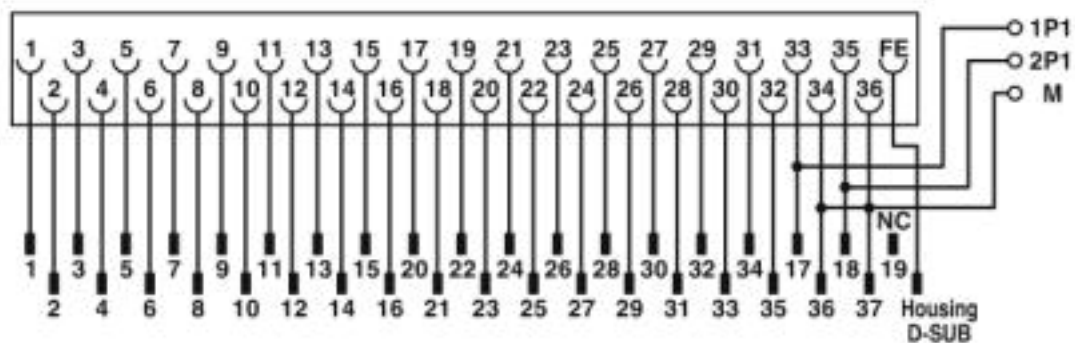 1P1
1 3 5 7 9 11 13 15 17 19 21 23 25 27 29 31 33 35 FE
2P1
2 4 6 8 10 12 14 16 18 20 22 24 26 28 30 32 34 36
M
NC
1 3 5 7 9 11 13 15 20 22 24 26 28 30 32 34 17 18 19
2 4 6 8 10 12 14 16 21 23 25 27 29 31 33 35 36 37 Housing
D-SUB